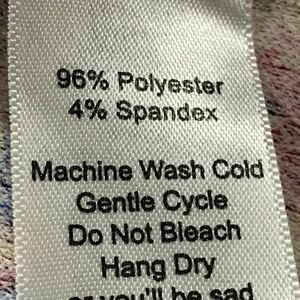 96% Polyester
4% Spandex
Machine Wash Cold
Gentle Cycle
Do Not Bleach
Hang Dry
or you'll be sad